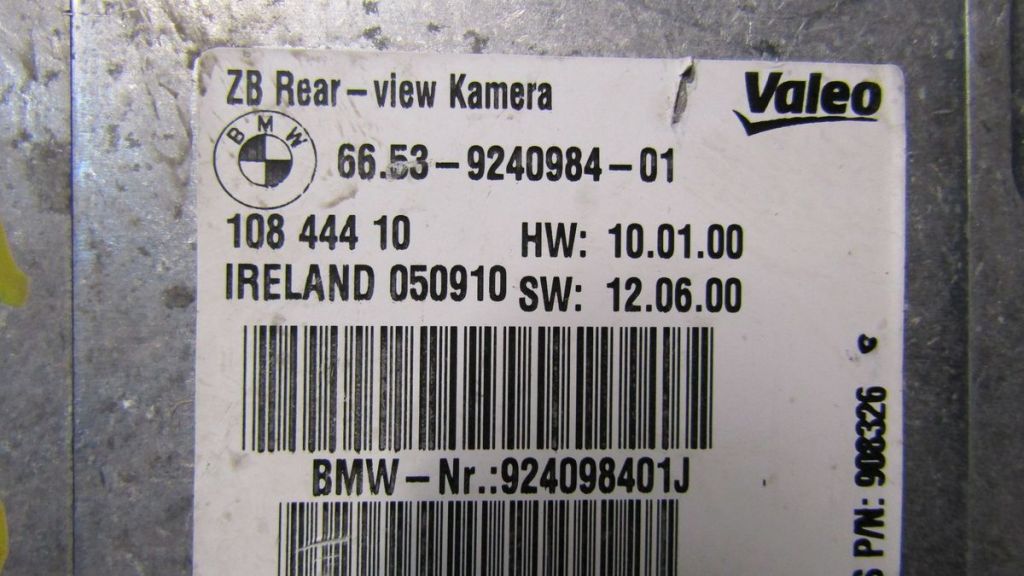 ZB Rear-view Kamera
Valeo
BMW
66.53-9240984-01
108 444 10
HW: 10.01.00
IRELAND 050910
SW: 12.06.00
BMW-Nr.:924098401J
P/N: 908326